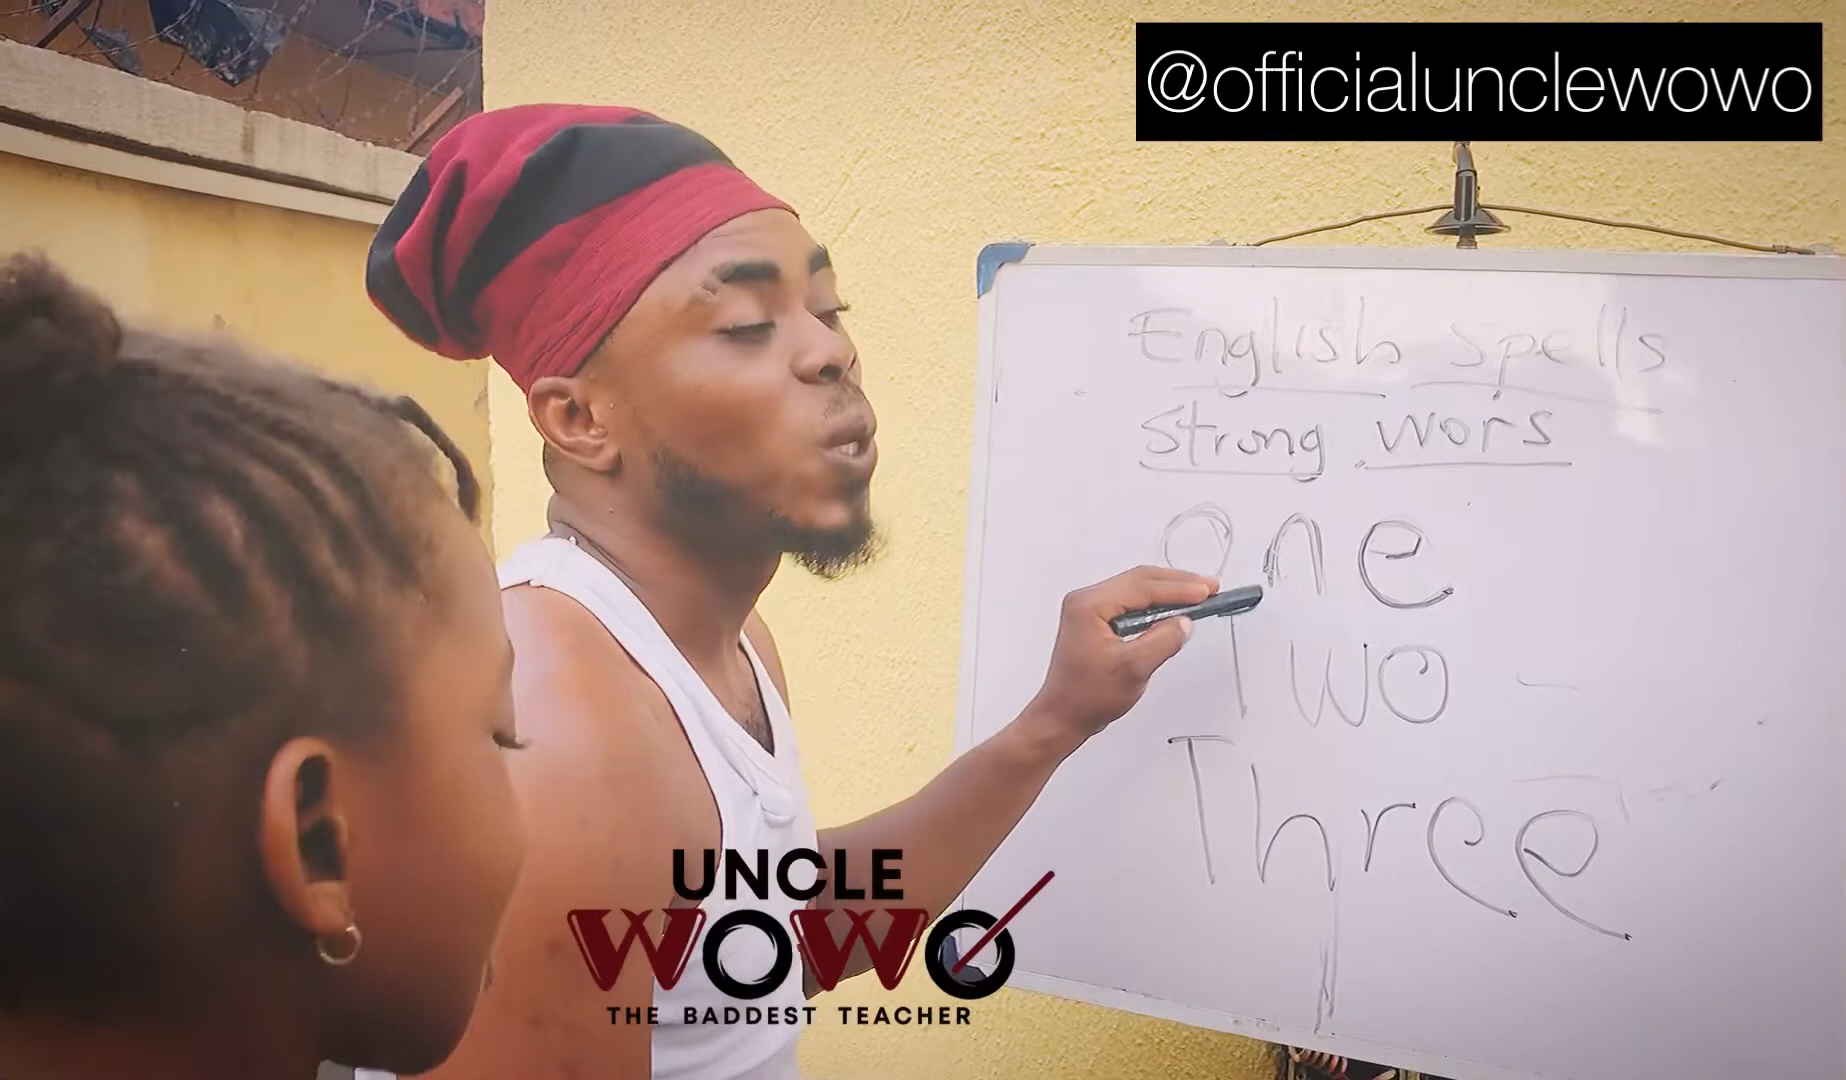 @officialunclewowo
English Spells
Strong wors
One
Two -
Three
UNCLE
WOWO
THE BADDEST TEACHER